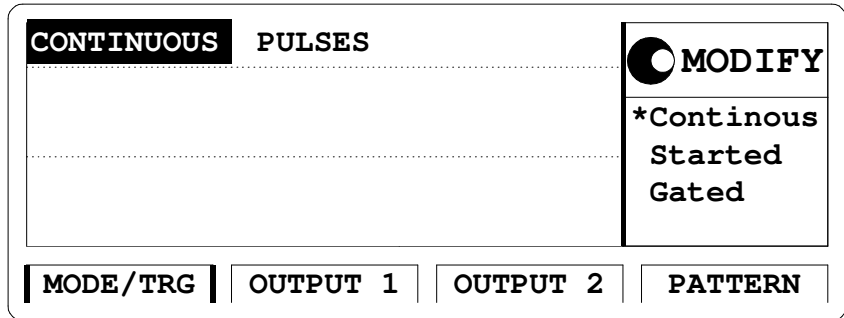 CONTINUOUS PULSES
MODIFY
*Continous
Started
Gated
MODE/TRG OUTPUT 1 OUTPUT 2 PATTERN